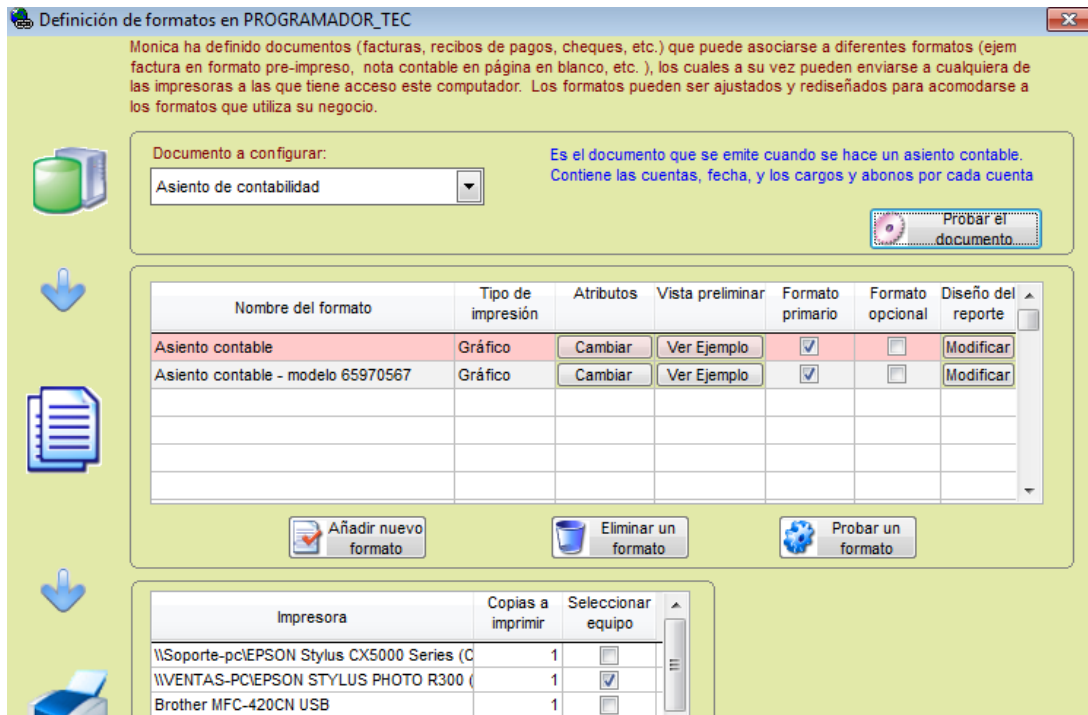 Definición de formatos en PROGRAMADOR_TEC
Monica ha definido documentos (facturas, recibos de pagos, cheques, etc.) que puede asociarse a diferentes formatos (ejem
factura en formato pre-impreso, nota contable en página en blanco, etc. ), los cuales a su vez pueden enviarse a cualquiera de
las impresoras a las que tiene acceso este computador. Los formatos pueden ser ajustados y rediseñados para acomodarse a
los formatos que utiliza su negocio.
Documento a configurar:
Asiento de contabilidad
Es el documento que se emite cuando se hace un asiento contable.
Contiene las cuentas, fecha, y los cargos y abonos por cada cuenta
Probar el
documento
Nombre del formato Tipo de impresión Atributos Vista preliminar Formato primario Formato opcional Diseño del reporte
Asiento contable Gráfico Cambiar Ver Ejemplo Modificar
Asiento contable - modelo 65970567 Gráfico Cambiar Ver Ejemplo Modificar
Añadir nuevo
formato
Eliminar un
formato
Probar un
formato
Impresora Copias a imprimir Seleccionar equipo
\\Soporte-pc\EPSON Stylus CX5000 Series (C 1
\\VENTAS-PC\EPSON STYLUS PHOTO R300 ( 1
Brother MFC-420CN USB 1